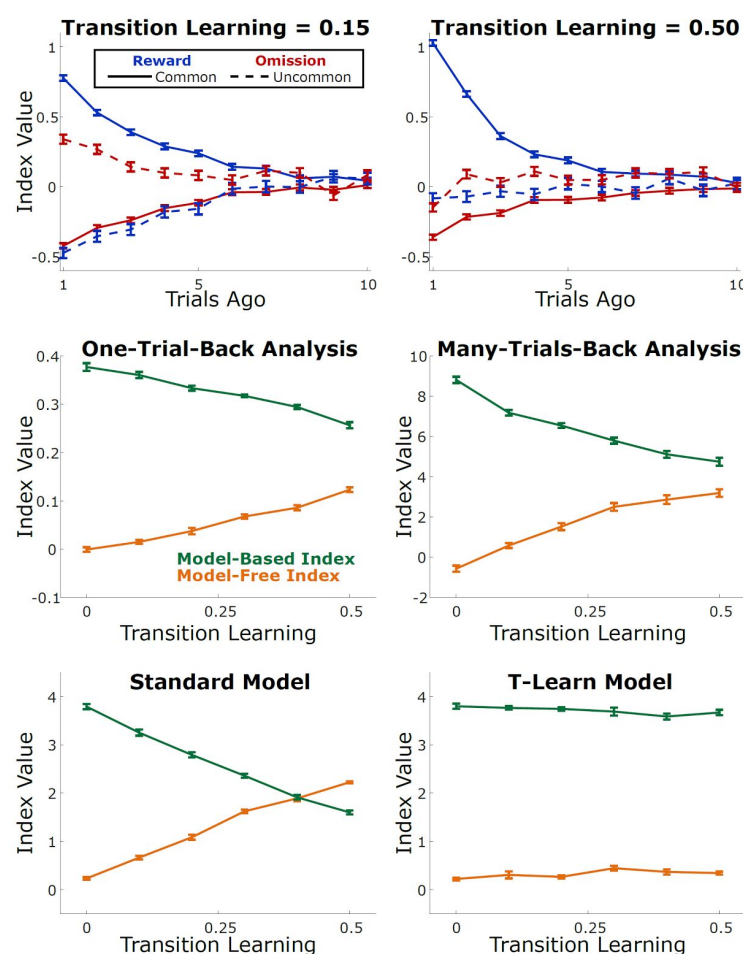 Transition Learning = 0.15
Transition Learning = 0.50
Reward Omission
Common Uncommon
Index Value
1
0.5
0
-0.5
1 5 10
Trials Ago
1
0.5
0
-0.5
1 5 10
Trials Ago
One-Trial-Back Analysis
Index Value
0.4
0.3
0.2
0.1
0
-0.1
Model-Based Index
Model-Free Index
0 0.25 0.5
Transition Learning
Many-Trials-Back Analysis
Index Value
10
8
6
4
2
0
-2
0 0.25 0.5
Transition Learning
Standard Model
Index Value
4
3
2
1
0
0 0.25 0.5
Transition Learning
T-Learn Model
Index Value
4
3
2
1
0
0 0.25 0.5
Transition Learning